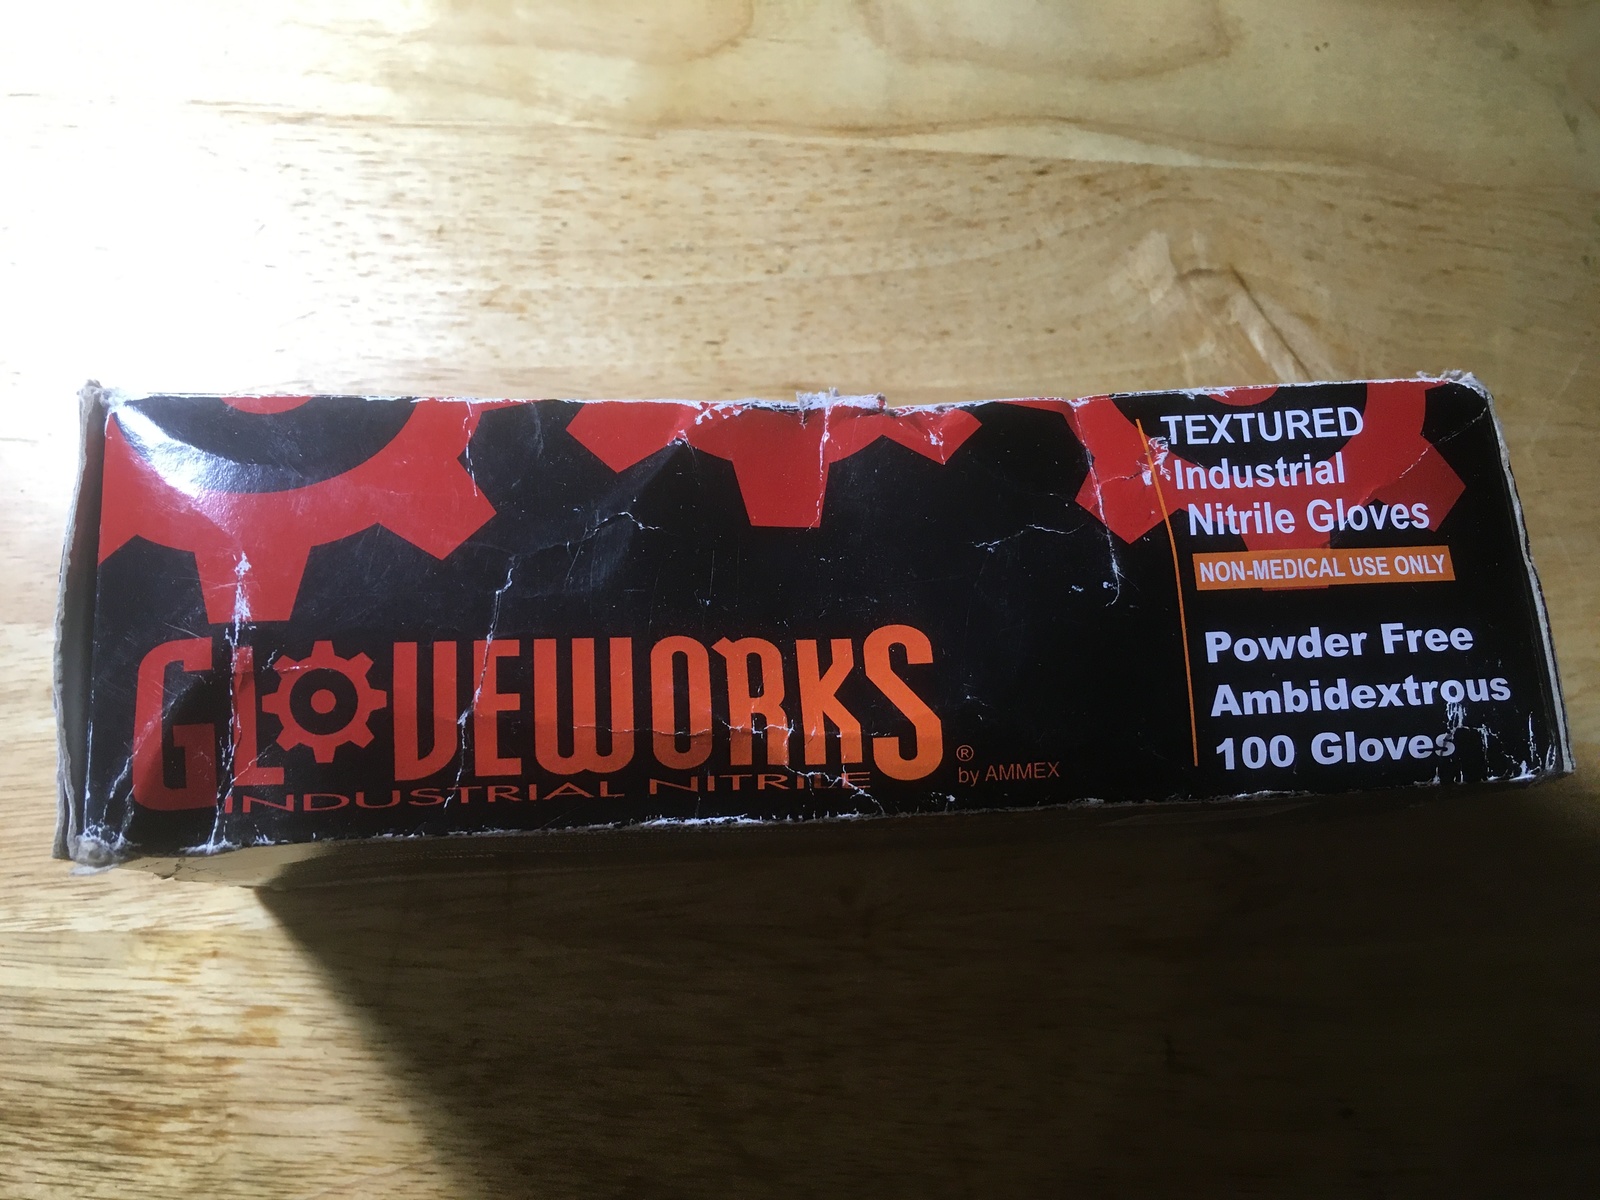 GLOVEWORKS®
INDUSTRIAL NITRILE
by AMMEX
TEXTURED
Industrial
Nitrile Gloves
NON-MEDICAL USE ONLY
Powder Free
Ambidextrous
100 Gloves